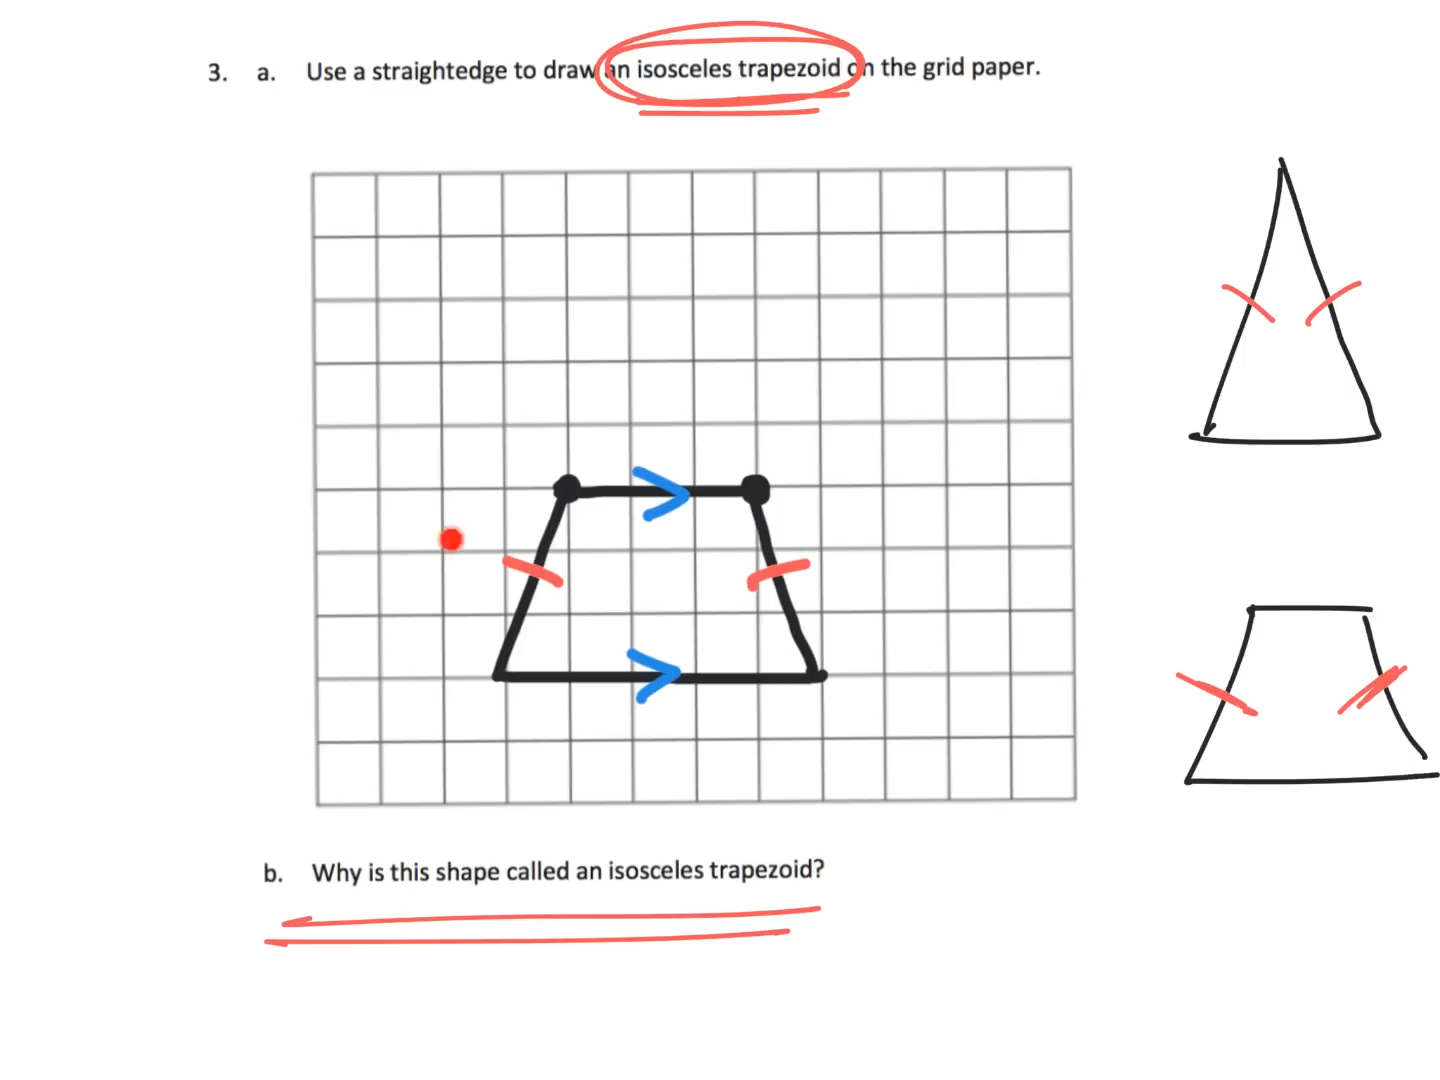 3. a. Use a straightedge to draw an isosceles trapezoid on the grid paper.
b. Why is this shape called an isosceles trapezoid?